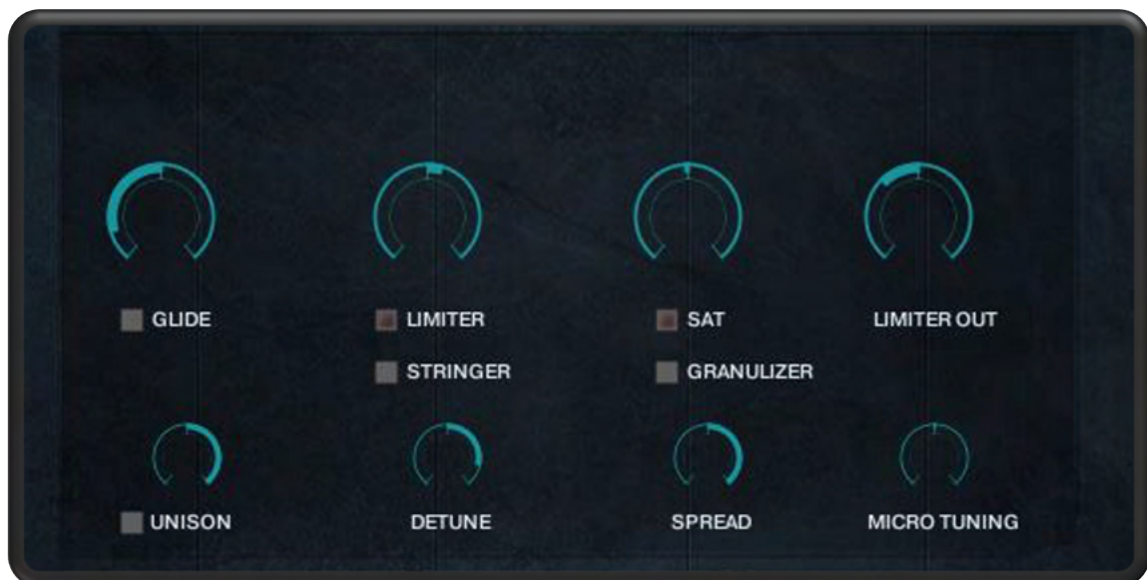 GLIDE
LIMITER
SAT
LIMITER OUT
STRINGER
GRANULIZER
UNISON
DETUNE
SPREAD
MICRO TUNING